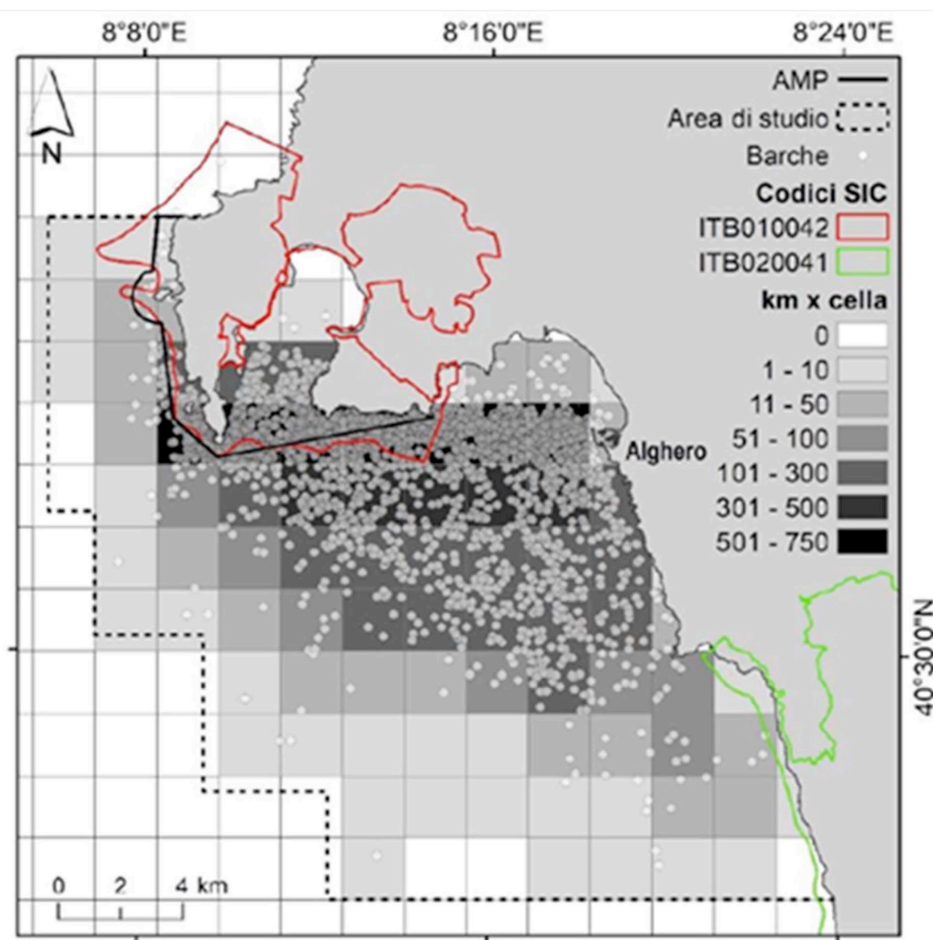 8°8'0"E 8°16'0"E 8°24'0"E
AMP
Area di studio
N
Barche
Codici SIC
ITB010042
ITB020041
km x cella
0
1 - 10
11 - 50
51 - 100
Alghero
101 - 300
301 - 500
501 - 750
40°30'0"N
0 2 4 km